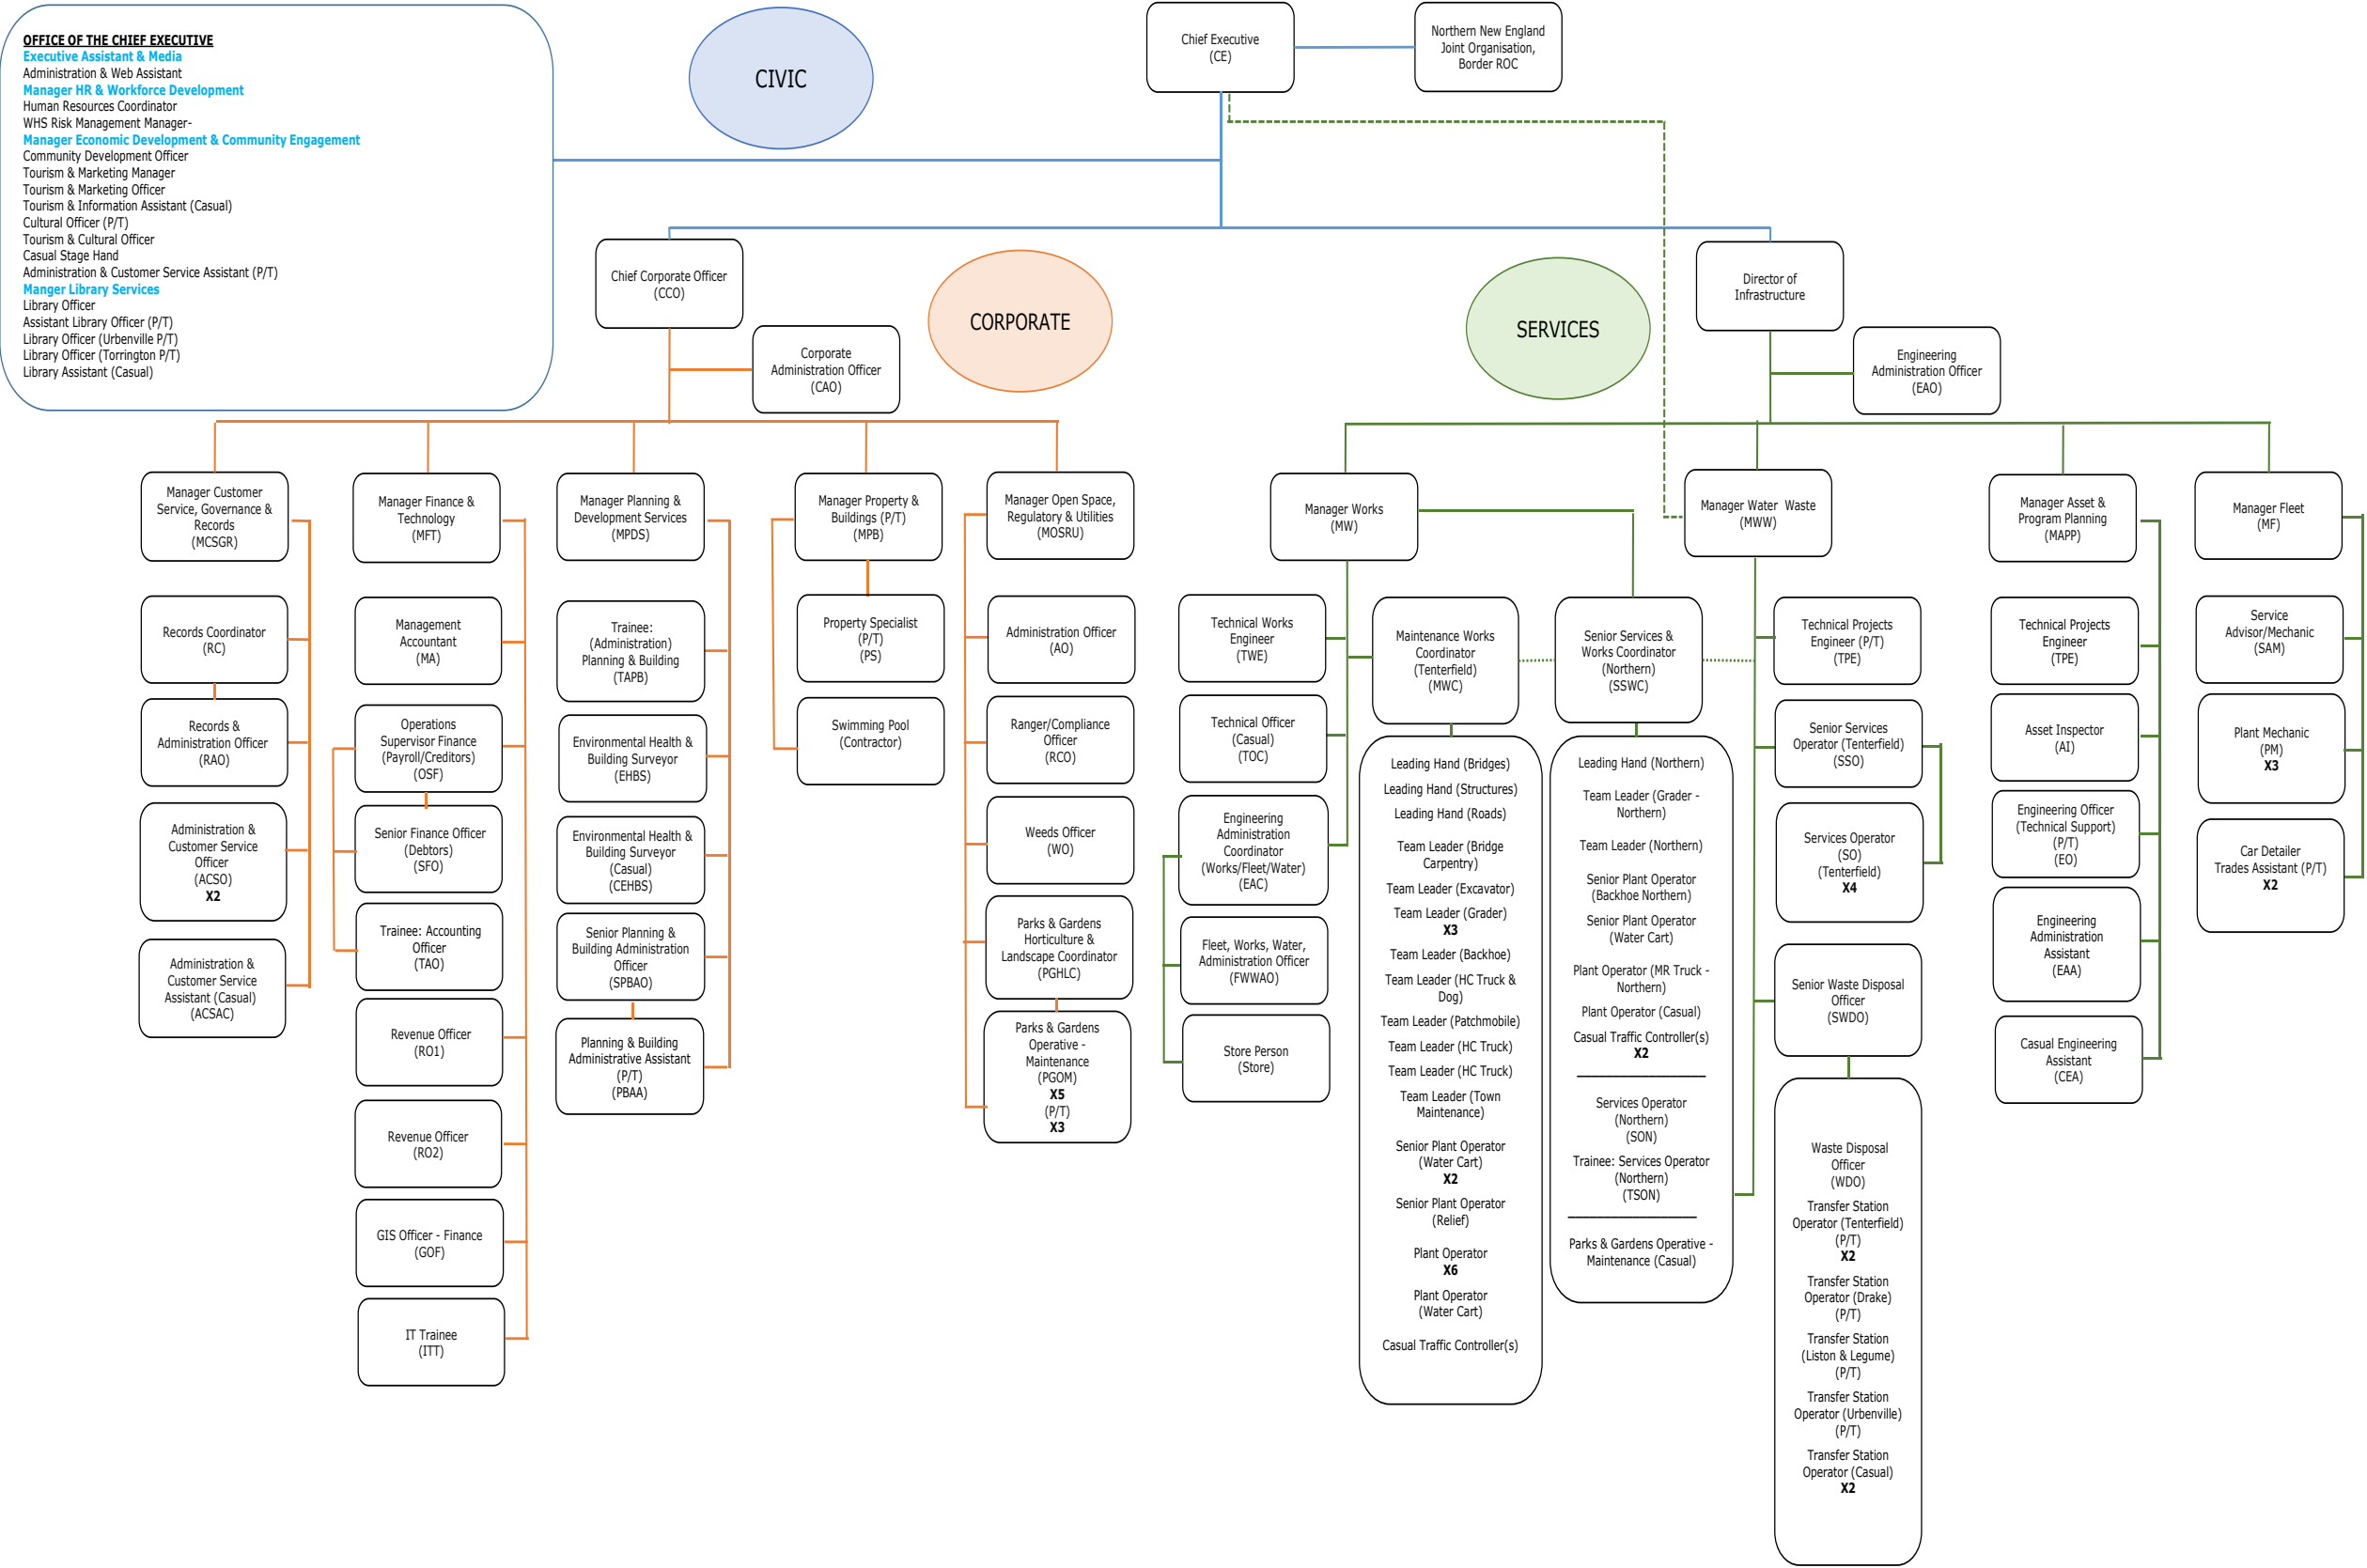 OFFICE OF THE CHIEF EXECUTIVE
Executive Assistant & Media
Administration & Web Assistant
Manager HR & Workforce Development
Human Resources Coordinator
WHS Risk Management Manager-
Manager Economic Development & Community Engagement
Community Development Officer
Tourism & Marketing Manager
Tourism & Marketing Officer
Tourism & Information Assistant (Casual)
Cultural Officer (P/T)
Tourism & Cultural Officer
Casual Stage Hand
Administration & Customer Service Assistant (P/T)
Manger Library Services
Library Officer
Assistant Library Officer (P/T)
Library Officer (Urbenville P/T)
Library Officer (Torrington P/T)
Library Assistant (Casual)
CIVIC
Chief Executive
(CE)
Northern New England
Joint Organisation,
Border ROC
Chief Corporate Officer
(CCO)
Corporate
Administration Officer
(CAO)
CORPORATE
SERVICES
Director of
Infrastructure
Engineering
Administration Officer
(EAO)
Manager Customer
Service, Governance &
Records
(MCSGR)
Records Coordinator
(RC)
Records &
Administration Officer
(RAO)
Administration &
Customer Service
Officer
(ACSO)
X2
Administration &
Customer Service
Assistant (Casual)
(ACSAC)
Manager Finance &
Technology
(MFT)
Management
Accountant
(MA)
Operations
Supervisor Finance
(Payroll/Creditors)
(OSF)
Senior Finance Officer
(Debtors)
(SFO)
Trainee: Accounting
Officer
(TAO)
Revenue Officer
(RO1)
Revenue Officer
(RO2)
GIS Officer - Finance
(GOF)
IT Trainee
(ITT)
Manager Planning &
Development Services
(MPDS)
Trainee:
(Administration)
Planning & Building
(TAPB)
Environmental Health &
Building Surveyor
(EHBS)
Environmental Health &
Building Surveyor
(Casual)
(CEHBS)
Senior Planning &
Building Administration
Officer
(SPBAO)
Planning & Building
Administrative Assistant
(P/T)
(PBAA)
Manager Property &
Buildings (P/T)
(MPB)
Property Specialist
(P/T)
(PS)
Swimming Pool
(Contractor)
Manager Open Space,
Regulatory & Utilities
(MOSRU)
Administration Officer
(AO)
Ranger/Compliance
Officer
(RCO)
Weeds Officer
(WO)
Parks & Gardens
Horticulture &
Landscape Coordinator
(PGHLC)
Parks & Gardens
Operative -
Maintenance
(PGOM)
X5
(P/T)
X3
Manager Works
(MW)
Technical Works
Engineer
(TWE)
Technical Officer
(Casual)
(TOC)
Engineering
Administration
Coordinator
(Works/Fleet/Water)
(EAC)
Fleet, Works, Water,
Administration Officer
(FWWAO)
Store Person
(Store)
Maintenance Works
Coordinator
(Tenterfield)
(MWC)
Leading Hand (Bridges)
Leading Hand (Structures)
Leading Hand (Roads)
Team Leader (Bridge
Carpentry)
Team Leader (Excavator)
Team Leader (Grader)
X3
Team Leader (Backhoe)
Team Leader (HC Truck &
Dog)
Team Leader (Patchmobile)
Team Leader (HC Truck)
Team Leader (HC Truck)
Team Leader (Town
Maintenance)
Senior Plant Operator
(Water Cart)
X2
Senior Plant Operator
(Relief)
Plant Operator
X6
Plant Operator
(Water Cart)
Casual Traffic Controller(s)
Senior Services &
Works Coordinator
(Northern)
(SSWC)
Leading Hand (Northern)
Team Leader (Grader -
Northern)
Team Leader (Northern)
Senior Plant Operator
(Backhoe Northern)
Senior Plant Operator
(Water Cart)
Plant Operator (MR Truck -
Northern)
Plant Operator (Casual)
Casual Traffic Controller(s)
X2
Services Operator
(Northern)
(SON)
Trainee: Services Operator
(Northern)
(TSON)
Parks & Gardens Operative -
Maintenance (Casual)
Manager Water  Waste
(MWW)
Technical Projects
Engineer (P/T)
(TPE)
Senior Services
Operator (Tenterfield)
(SSO)
Services Operator
(SO)
(Tenterfield)
X4
Senior Waste Disposal
Officer
(SWDO)
Waste Disposal
Officer
(WDO)
Transfer Station
Operator (Tenterfield)
(P/T)
X2
Transfer Station
Operator (Drake)
(P/T)
Transfer Station
(Liston & Legume)
(P/T)
Transfer Station
Operator (Urbenville)
(P/T)
Transfer Station
Operator (Casual)
X2
Manager Asset &
Program Planning
(MAPP)
Technical Projects
Engineer
(TPE)
Asset Inspector
(AI)
Engineering Officer
(Technical Support)
(P/T)
(EO)
Engineering
Administration
Assistant
(EAA)
Casual Engineering
Assistant
(CEA)
Manager Fleet
(MF)
Service
Advisor/Mechanic
(SAM)
Plant Mechanic
(PM)
X3
Car Detailer
Trades Assistant (P/T)
X2